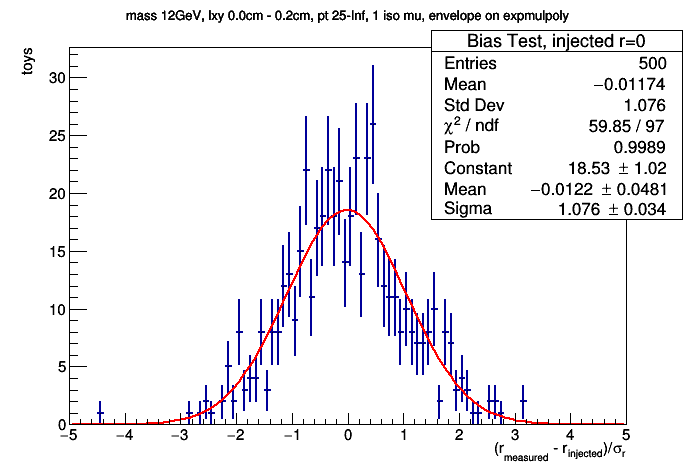 mass 12GeV, lxy 0.0cm - 0.2cm, pt 25-Inf, 1 iso mu, envelope on expmulpoly
toys
Bias Test, injected r=0
Entries 500
Mean −0.01174
Std Dev 1.076
χ² / ndf 59.85 / 97
Prob 0.9989
Constant 18.53 ± 1.02
Mean −0.0122 ± 0.0481
Sigma 1.076 ± 0.034
30
25
20
15
10
5
0
−5 −4 −3 −2 −1 0 1 2 3 4 5
(r_measured - r_injected)/σ_r